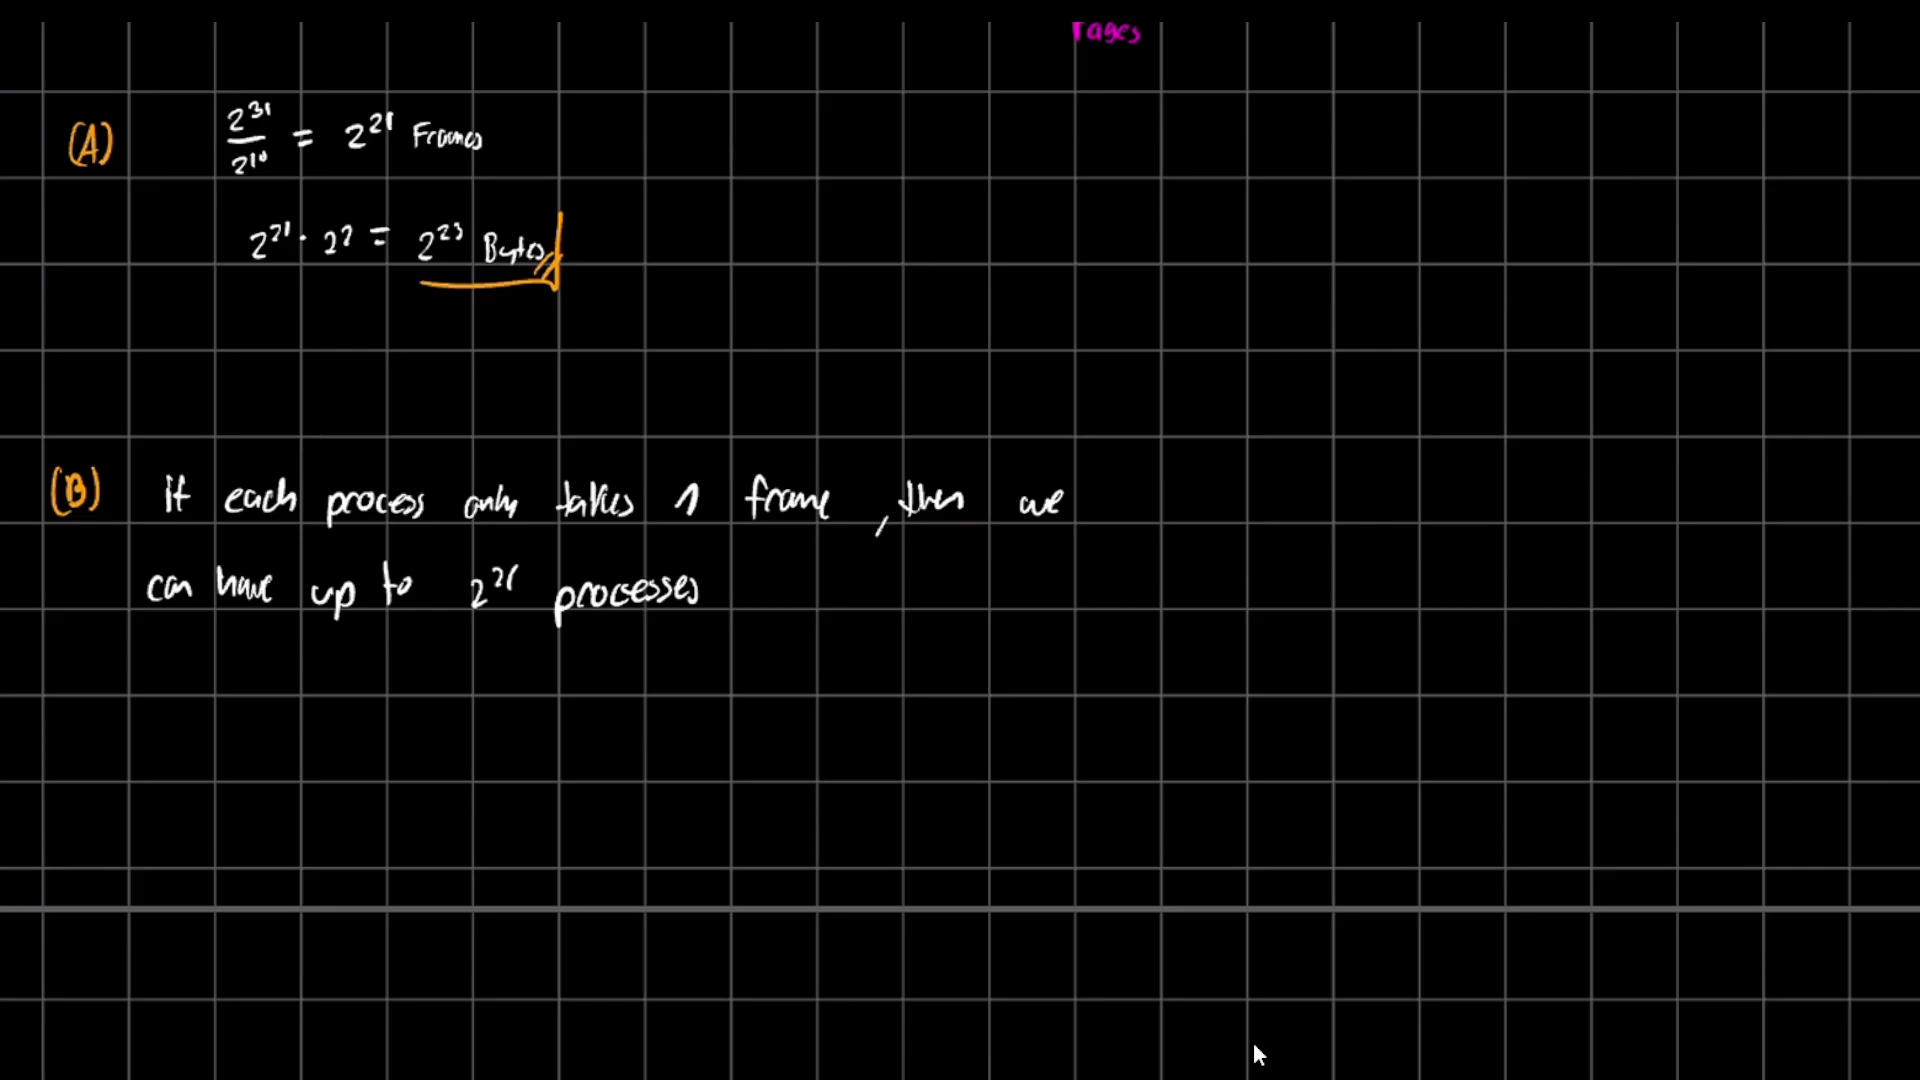 Pages
(A) 2^31 / 2^10 = 2^21 Frames
2^21 · 2^2 = 2^23 Bytes
(B) if each process only takes 1 frame, then we
can have up to 2^21 processes